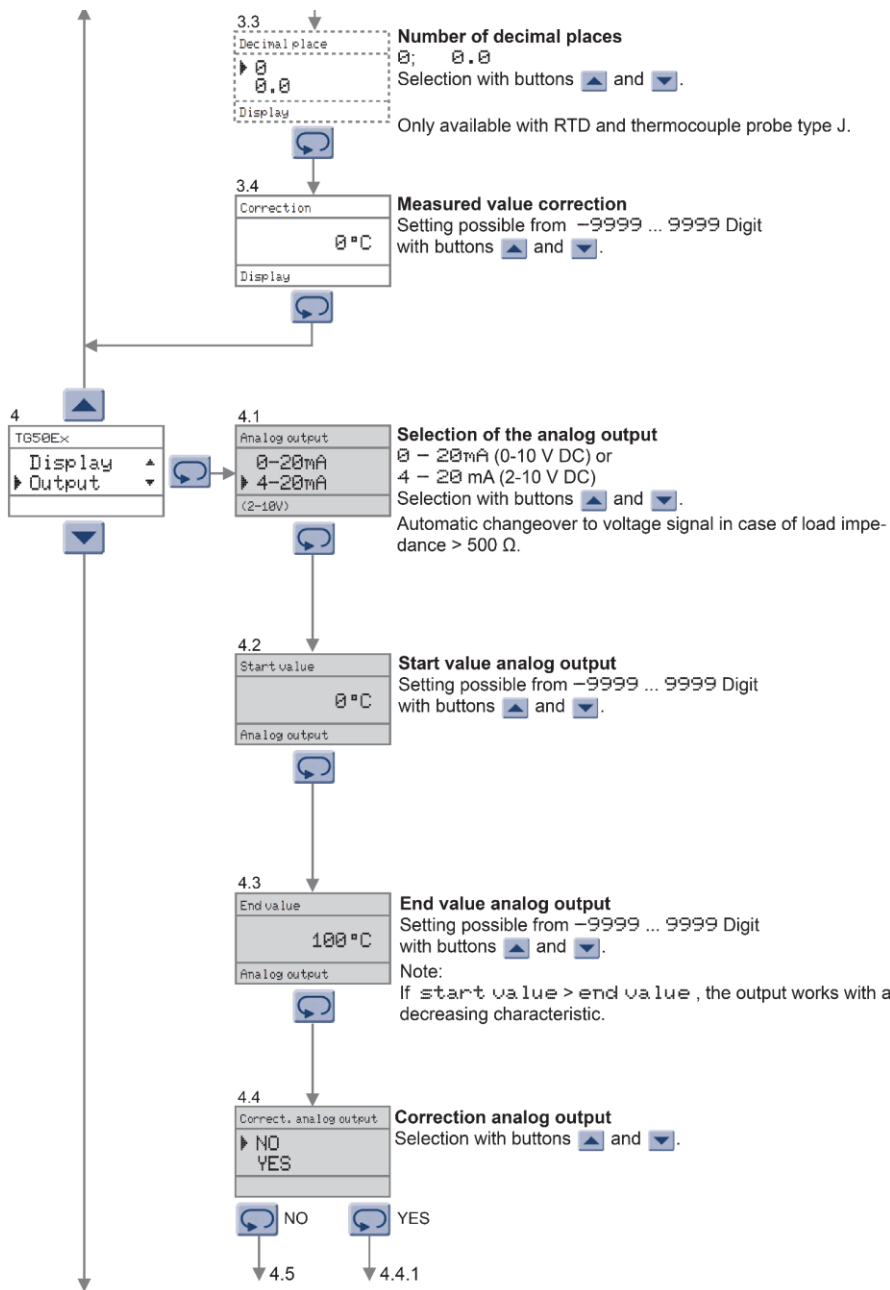 3.3
Decimal place
0
0.0
Display
Number of decimal places
0; 0.0
Selection with buttons and .
Only available with RTD and thermocouple probe type J.
3.4
Correction
0°C
Display
Measured value correction
Setting possible from −9999 ... 9999 Digit
with buttons and .
4
TG50Ex
Display
Output
4.1
Analog output
0-20mA
4-20mA
(2-10V)
Selection of the analog output
0 − 20mA (0-10 V DC) or
4 − 20 mA (2-10 V DC)
Selection with buttons and .
Automatic changeover to voltage signal in case of load impe-
dance > 500 Ω.
4.2
Start value
0°C
Analog output
Start value analog output
Setting possible from −9999 ... 9999 Digit
with buttons and .
4.3
End value
100°C
Analog output
End value analog output
Setting possible from −9999 ... 9999 Digit
with buttons and .
Note:
If start value > end value , the output works with a
decreasing characteristic.
4.4
Correct. analog output
NO
YES
Correction analog output
Selection with buttons and .
NO YES
4.5 4.4.1